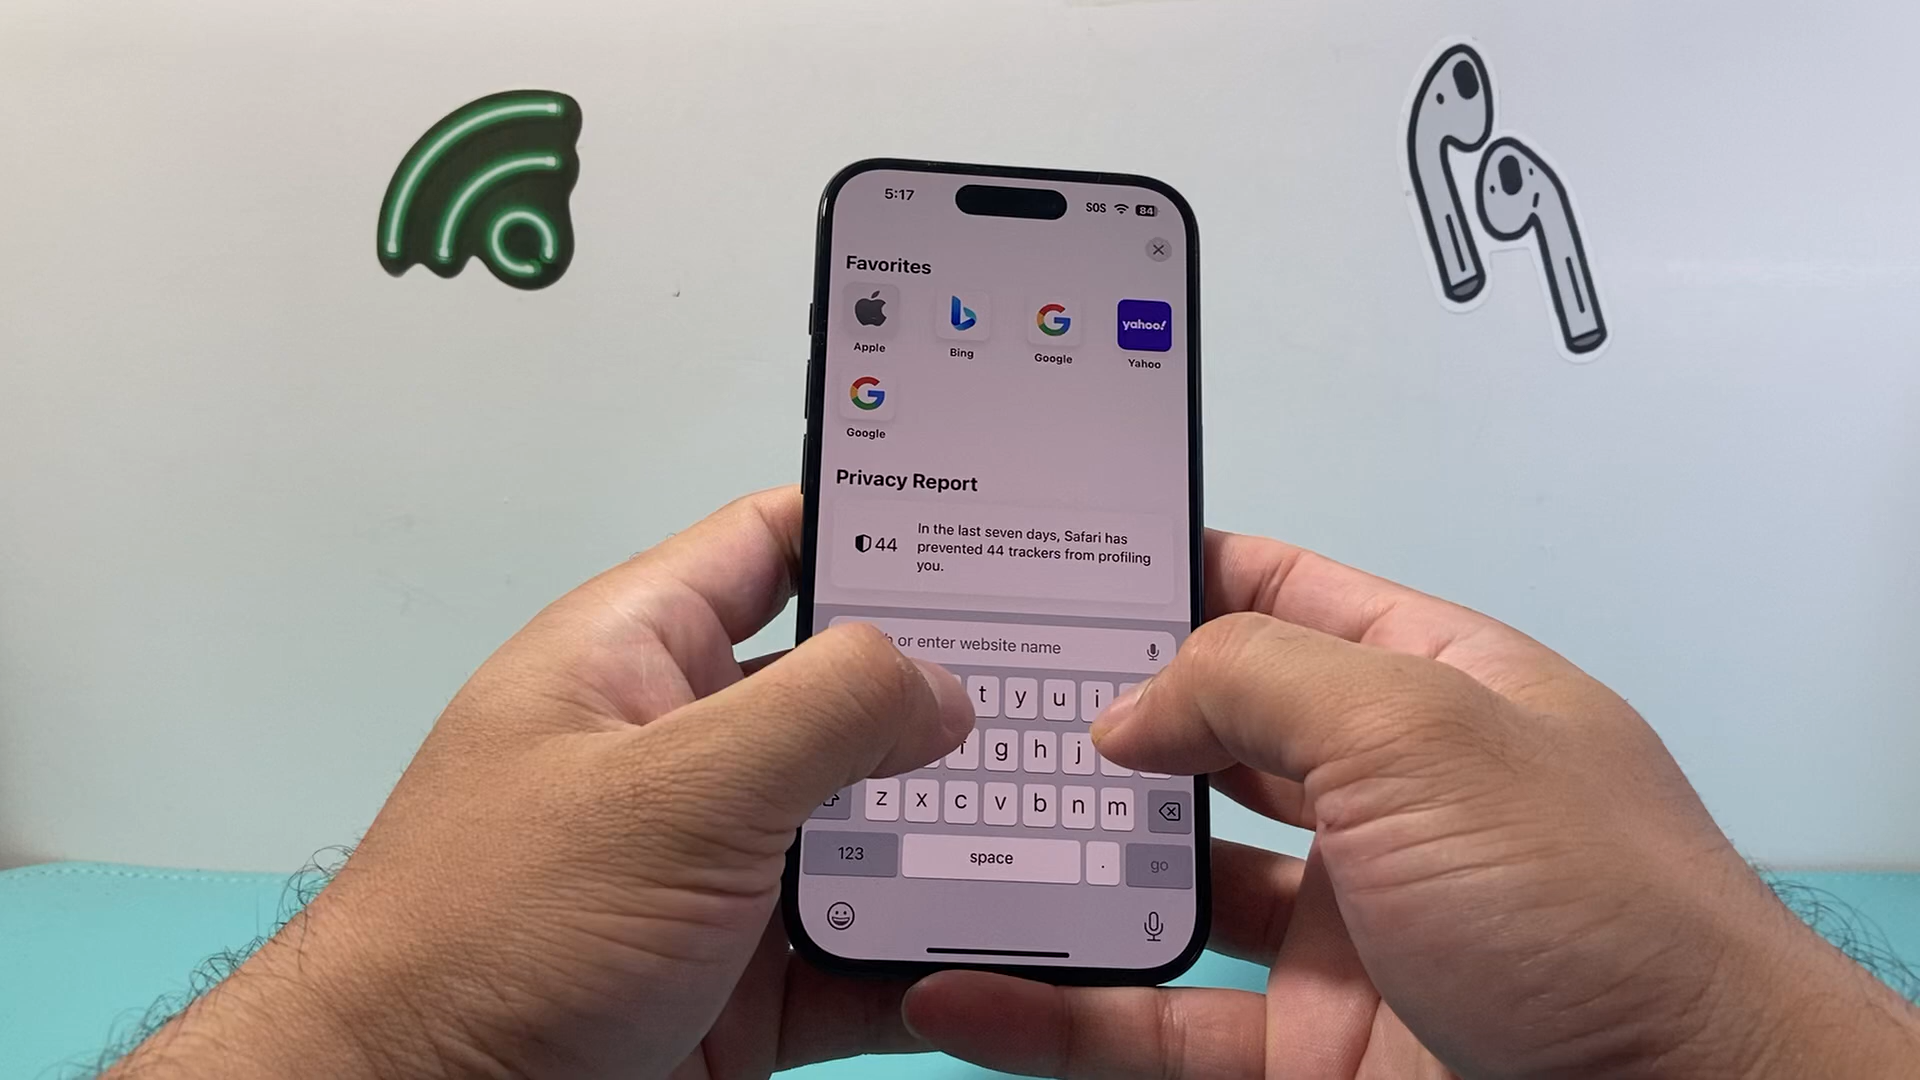 5:17
SOS 84
Favorites
yahoo!
Apple
Bing
Google
Yahoo
Google
Privacy Report
44
In the last seven days, Safari has
prevented 44 trackers from profiling
you.
or enter website name
t y u i
g h j
z x c v b n m
123
space
.
go